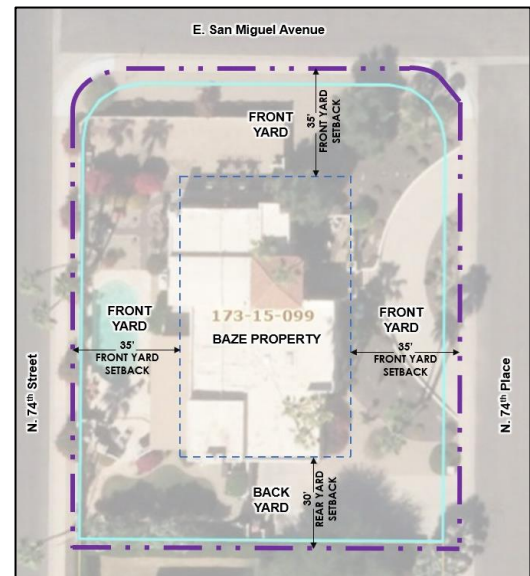 E. San Miguel Avenue
FRONT
YARD
35'
FRONT YARD
SETBACK
173-15-099
BAZE PROPERTY
FRONT
YARD
35'
FRONT YARD
SETBACK
FRONT
YARD
35'
FRONT YARD
SETBACK
N. 74th Street
N. 74th Place
BACK
YARD
30'
REAR YARD
SETBACK